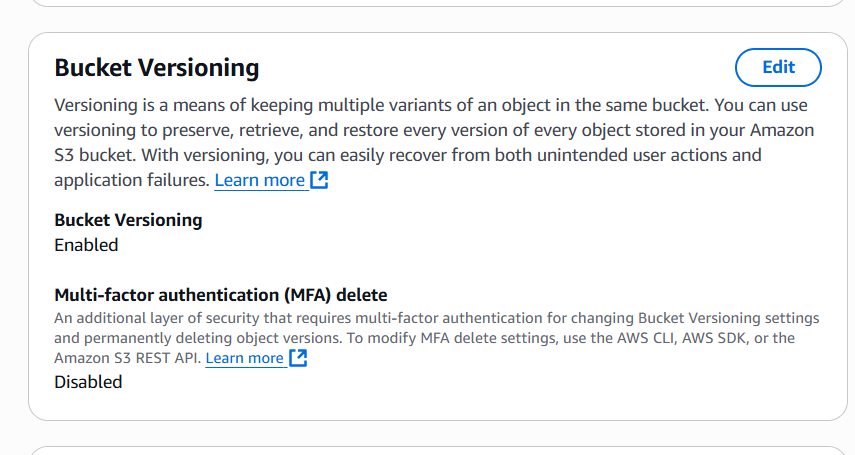 Bucket Versioning
Edit
Versioning is a means of keeping multiple variants of an object in the same bucket. You can use
versioning to preserve, retrieve, and restore every version of every object stored in your Amazon
S3 bucket. With versioning, you can easily recover from both unintended user actions and
application failures. Learn more
Bucket Versioning
Enabled
Multi-factor authentication (MFA) delete
An additional layer of security that requires multi-factor authentication for changing Bucket Versioning settings
and permanently deleting object versions. To modify MFA delete settings, use the AWS CLI, AWS SDK, or the
Amazon S3 REST API. Learn more
Disabled